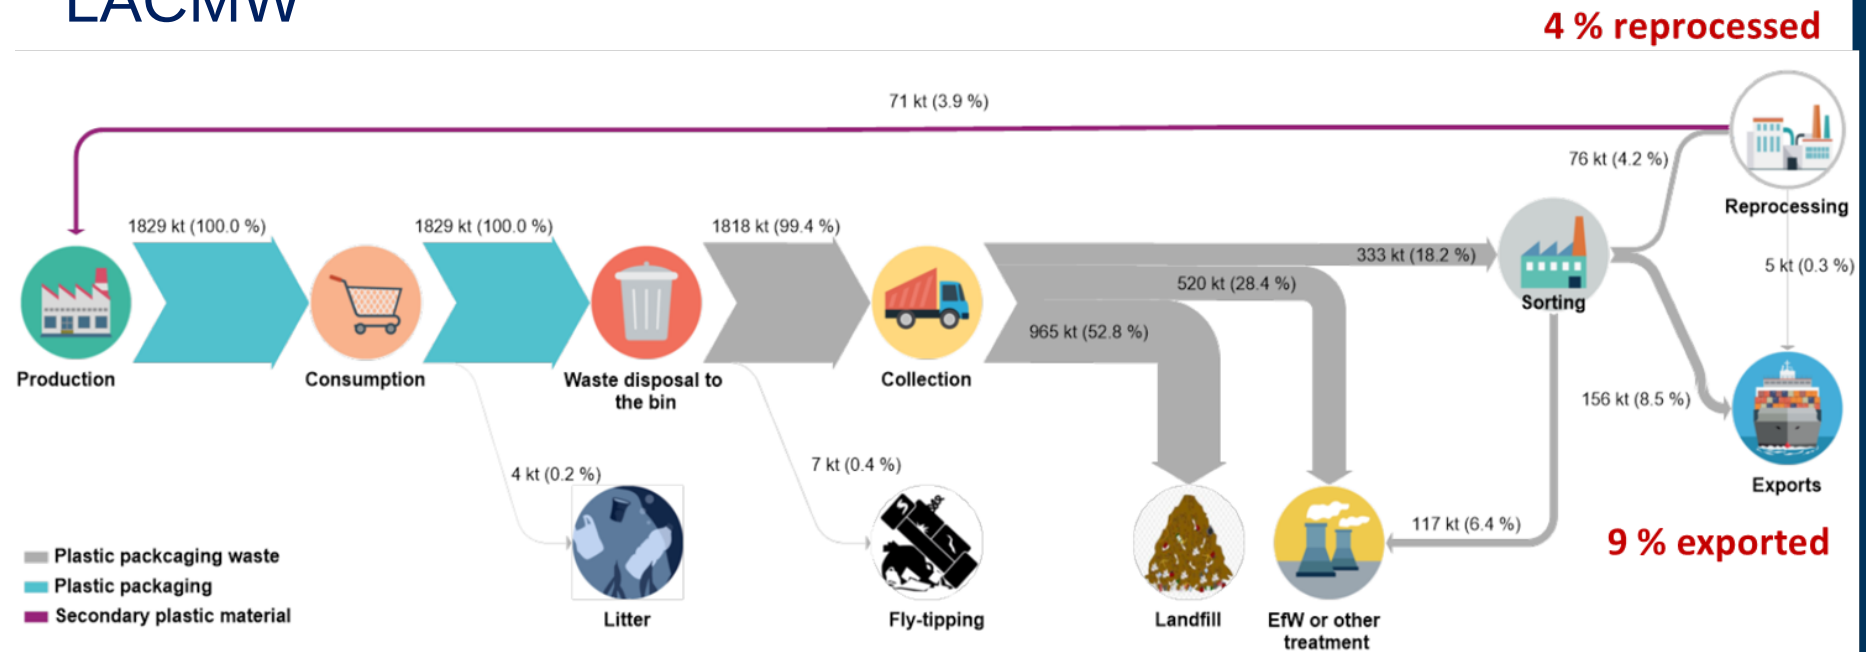 LACMW
4 % reprocessed
71 kt (3.9 %)
76 kt (4.2 %)
Reprocessing
1829 kt (100.0 %)
1829 kt (100.0 %)
1818 kt (99.4 %)
333 kt (18.2 %)
5 kt (0.3 %)
520 kt (28.4 %)
Sorting
965 kt (52.8 %)
Production
Consumption
Waste disposal to
the bin
Collection
156 kt (8.5 %)
4 kt (0.2 %)
7 kt (0.4 %)
Exports
117 kt (6.4 %)
9 % exported
Plastic packcaging waste
Plastic packaging
Secondary plastic material
Litter
Fly-tipping
Landfill
EfW or other
treatment